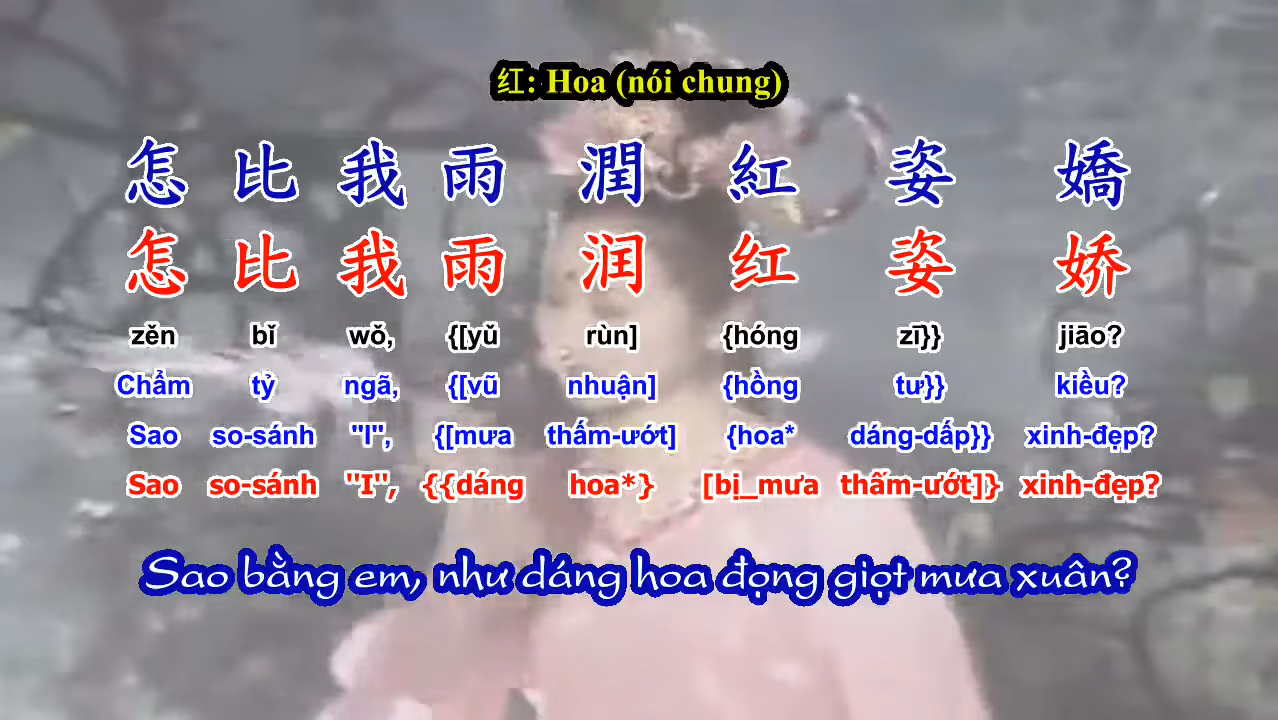 红: Hoa (nói chung)
怎 比 我 雨 潤 紅 姿 嬌
怎 比 我 雨 润 红 姿 娇
zěn bǐ wǒ, {[yǔ rùn] {hóng zī}} jiāo?
Chẩm tỷ ngã, {[vũ nhuận] {hồng tư}} kiều?
Sao so-sánh "I", {[mưa thấm-ướt] {hoa* dáng-dấp}} xinh-đẹp?
Sao so-sánh "I", {{dáng hoa*} [bị_mưa thấm-ướt]} xinh-đẹp?
Sao bằng em, như dáng hoa đọng giọt mưa xuân?